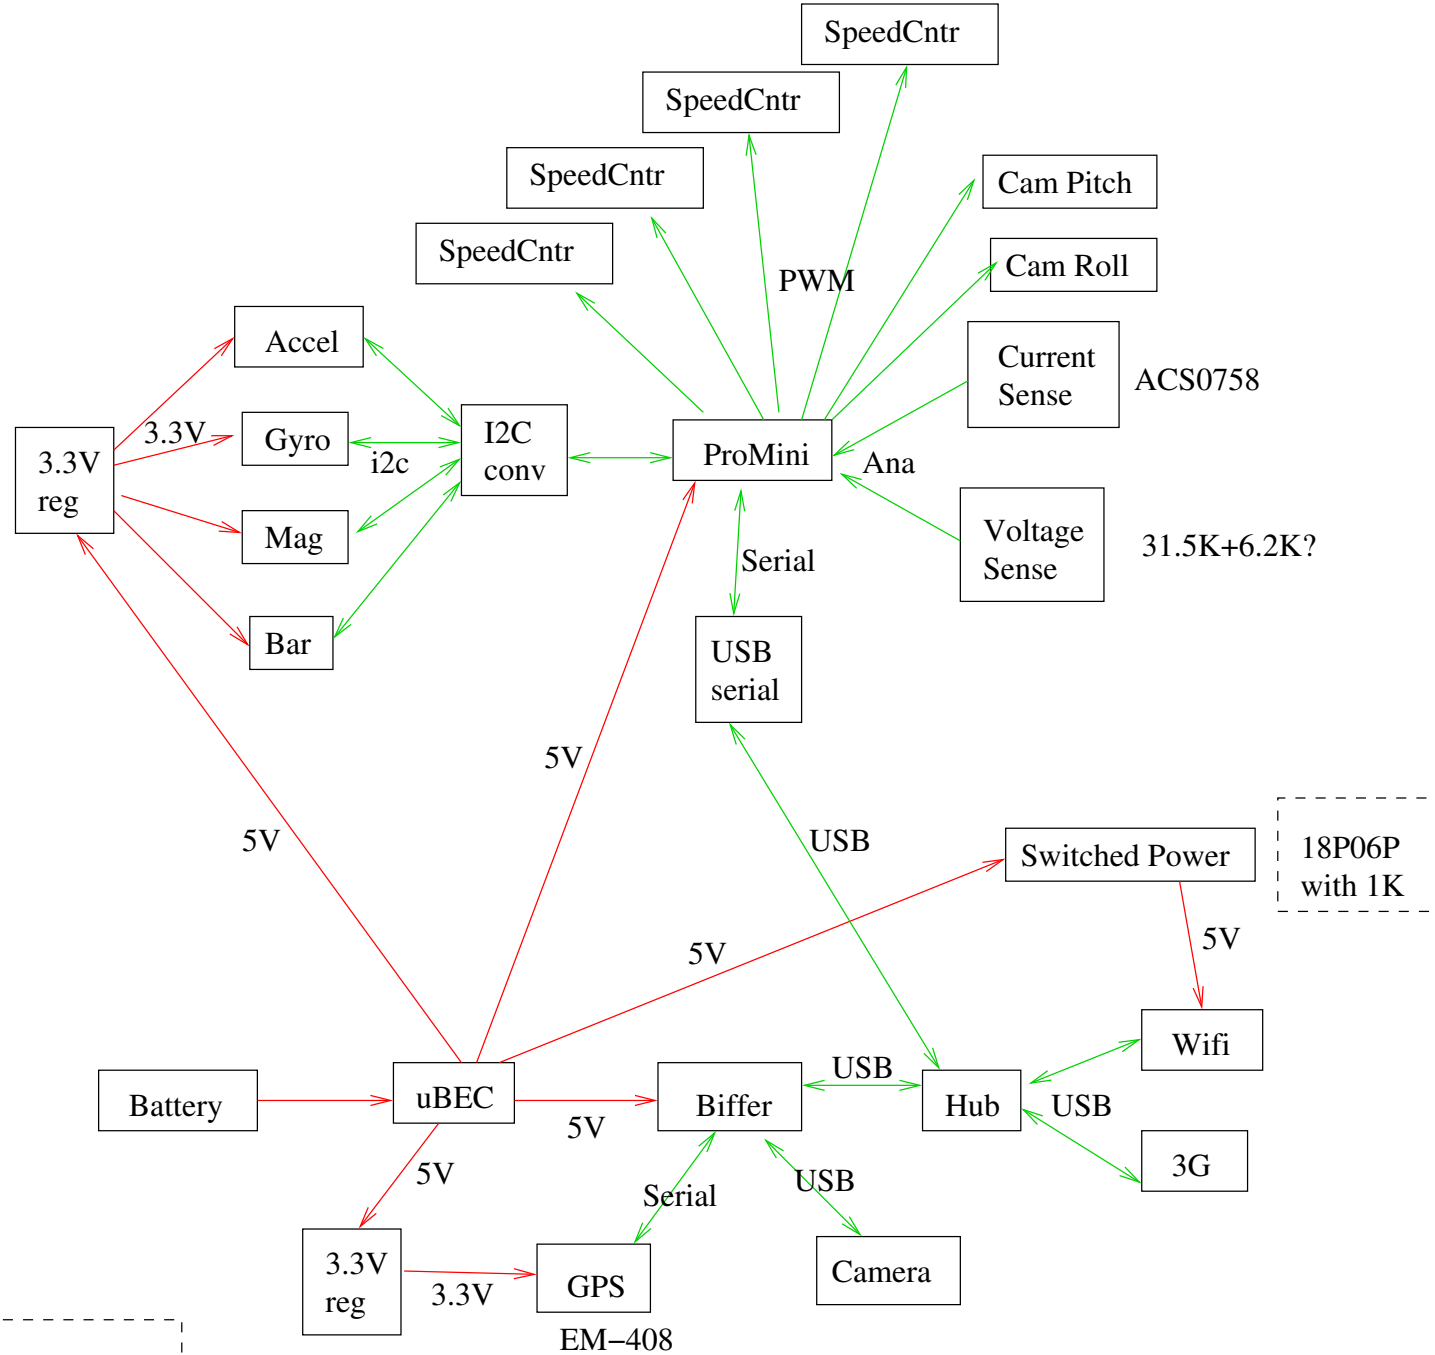 SpeedCntr
SpeedCntr
SpeedCntr
SpeedCntr
Cam Pitch
Cam Roll
PWM
Accel
Current
Sense
ACS0758
3.3V
Gyro
i2c
I2C
conv
ProMini
Ana
3.3V
reg
Mag
Voltage
Sense
31.5K+6.2K?
Serial
Bar
USB
serial
5V
5V
USB
Switched Power
18P06P
with 1K
5V
5V
Wifi
Battery
uBEC
5V
Biffer
USB
Hub
USB
3G
5V
Serial
USB
3.3V
reg
3.3V
GPS
Camera
EM−408